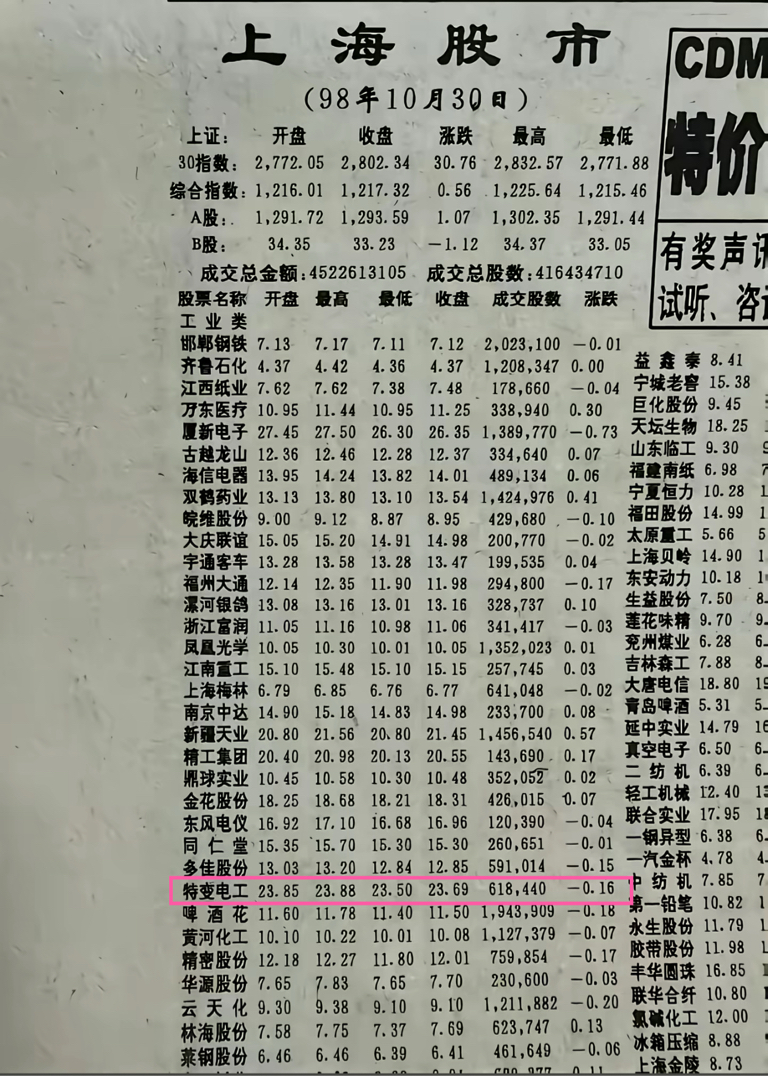 上海股市
(98年10月30日)
上证: 开盘 收盘 涨跌 最高 最低
30指数: 2,772.05 2,802.34 30.76 2,832.57 2,771.88
综合指数: 1,216.01 1,217.32 0.56 1,225.64 1,215.46
A股: 1,291.72 1,293.59 1.07 1,302.35 1,291.44
B股: 34.35 33.23 -1.12 34.37 33.05
成交总金额:4522613105 成交总股数:416434710
股票名称 开盘 最高 最低 收盘 成交股数 涨跌
工业类
邯郸钢铁 7.13 7.17 7.11 7.12 2,023,100 -0.01
齐鲁石化 4.37 4.42 4.36 4.37 1,208,347 0.00
江西纸业 7.62 7.62 7.38 7.48 178,660 -0.04
万东医疗 10.95 11.44 10.95 11.25 338,940 0.30
厦新电子 27.45 27.50 26.30 26.35 1,389,770 -0.73
古越龙山 12.36 12.46 12.28 12.37 334,640 0.07
海信电器 13.95 14.24 13.82 14.01 489,134 0.06
双鹤药业 13.13 13.80 13.10 13.54 1,424,976 0.41
皖维股份 9.00 9.12 8.87 8.95 429,680 -0.10
大庆联谊 15.05 15.20 14.91 14.98 200,770 -0.02
宇通客车 13.28 13.58 13.28 13.47 199,535 0.04
福州大通 12.14 12.35 11.90 11.98 294,800 -0.17
漯河银鸽 13.08 13.16 13.01 13.16 328,737 0.10
浙江富润 11.05 11.16 10.98 11.06 341,417 -0.03
凤凰光学 10.05 10.30 10.01 10.05 1,352,023 0.01
江南重工 15.10 15.48 15.10 15.15 257,745 0.03
上海梅林 6.79 6.85 6.76 6.77 641,048 -0.02
南京中达 14.90 15.18 14.83 14.98 233,700 0.08
新疆天业 20.80 21.56 20.80 21.45 1,456,540 0.57
精工集团 20.40 20.98 20.13 20.55 143,690 0.17
鼎球实业 10.45 10.58 10.30 10.48 352,052 0.02
金花股份 18.25 18.68 18.21 18.31 426,015 0.07
东风电仪 16.92 17.10 16.68 16.96 120,390 -0.04
同仁堂 15.35 15.70 15.30 15.30 260,651 -0.01
多佳股份 13.03 13.20 12.84 12.85 591,014 -0.15
特变电工 23.85 23.88 23.50 23.69 618,440 -0.16
啤酒花 11.60 11.78 11.40 11.50 1,943,909 -0.18
黄河化工 10.10 10.22 10.01 10.08 1,127,379 -0.07
精密股份 12.18 12.27 11.80 12.01 759,854 -0.17
华源股份 7.65 7.83 7.65 7.70 230,600 -0.03
云天化 9.30 9.38 9.10 9.10 1,211,882 -0.20
林海股份 7.58 7.75 7.37 7.69 623,747 0.13
莱钢股份 6.46 6.46 6.39 6.41 461,649 -0.06
CDM
特价
有奖声讯
试听、咨
益鑫泰 8.41
宁城老窖 15.38
巨化股份 9.45
天坛生物 18.25
山东临工 9.30
福建南纸 6.98
宁夏恒力 10.28
福田股份 14.99
太原重工 5.66
上海贝岭 14.90
东安动力 10.18
生益股份 7.50
莲花味精 9.70
兖州煤业 6.28
吉林森工 7.88
大唐电信 18.80
青岛啤酒 5.31
延中实业 14.79
真空电子 6.50
二纺机 6.39
轻工机械 12.40
联合实业 17.95
一钢异型 6.38
一汽金杯 4.78
中纺机 7.85
第一铅笔 10.82
永生股份 11.79
胶带股份 11.98
丰华圆珠 16.85
联华合纤 10.80
氯碱化工 12.00
冰箱压缩 8.88
上海金陵 8.73